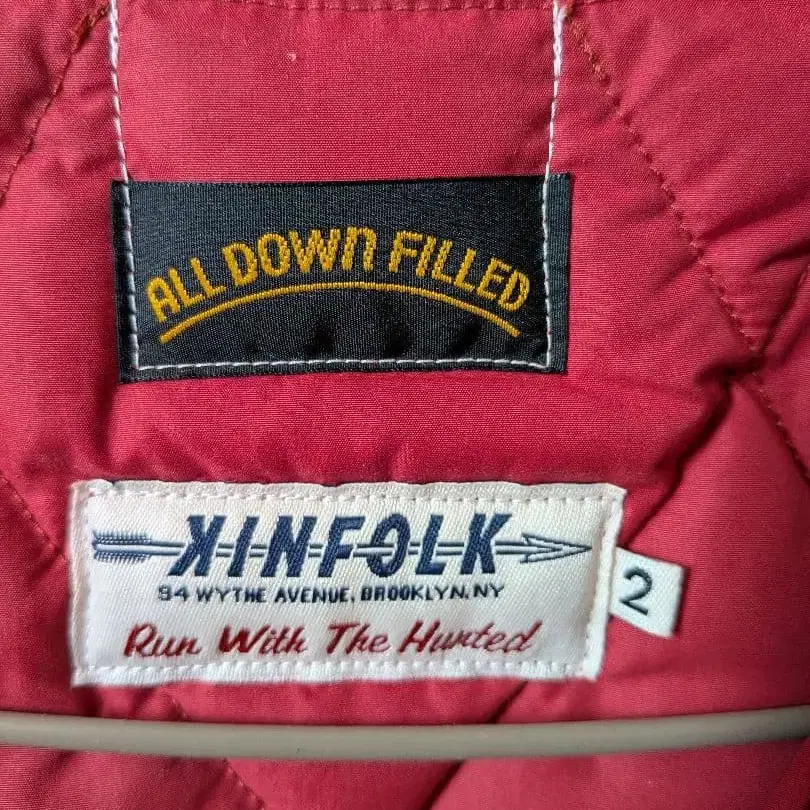 ALL DOWN FILLED
KINFOLK
94 WYTHE AVENUE, BROOKLYN, NY
Run With The Hunted
2